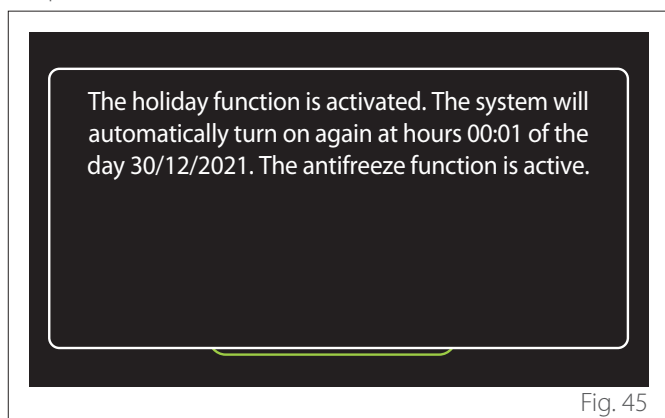 The holiday function is activated. The system will
automatically turn on again at hours 00:01 of the
day 30/12/2021. The antifreeze function is active.
Fig. 45